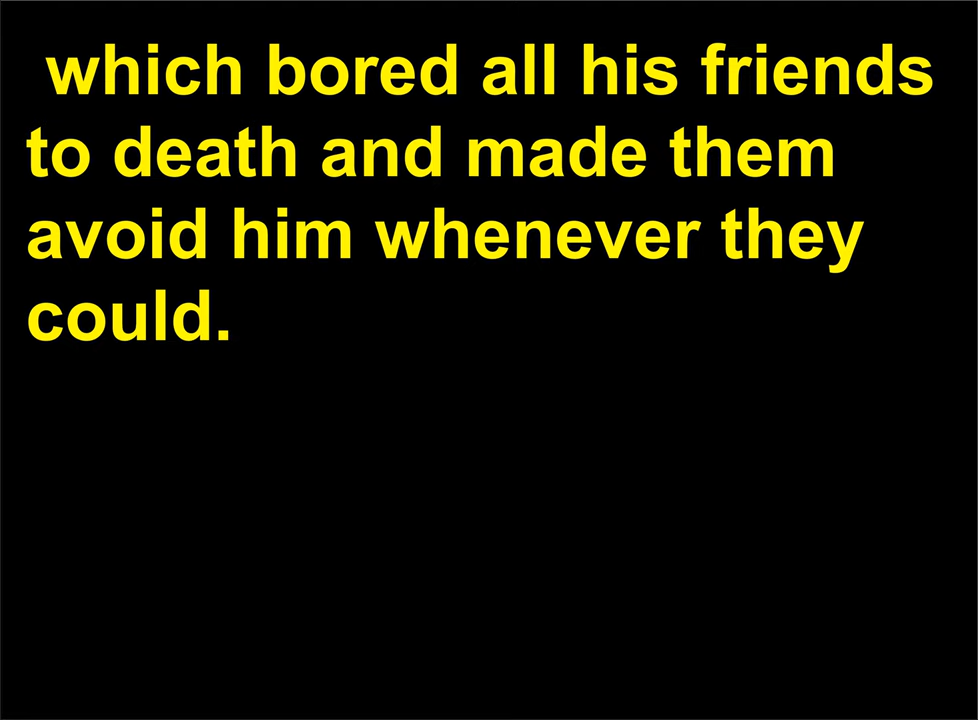 which bored all his friends
to death and made them
avoid him whenever they
could.